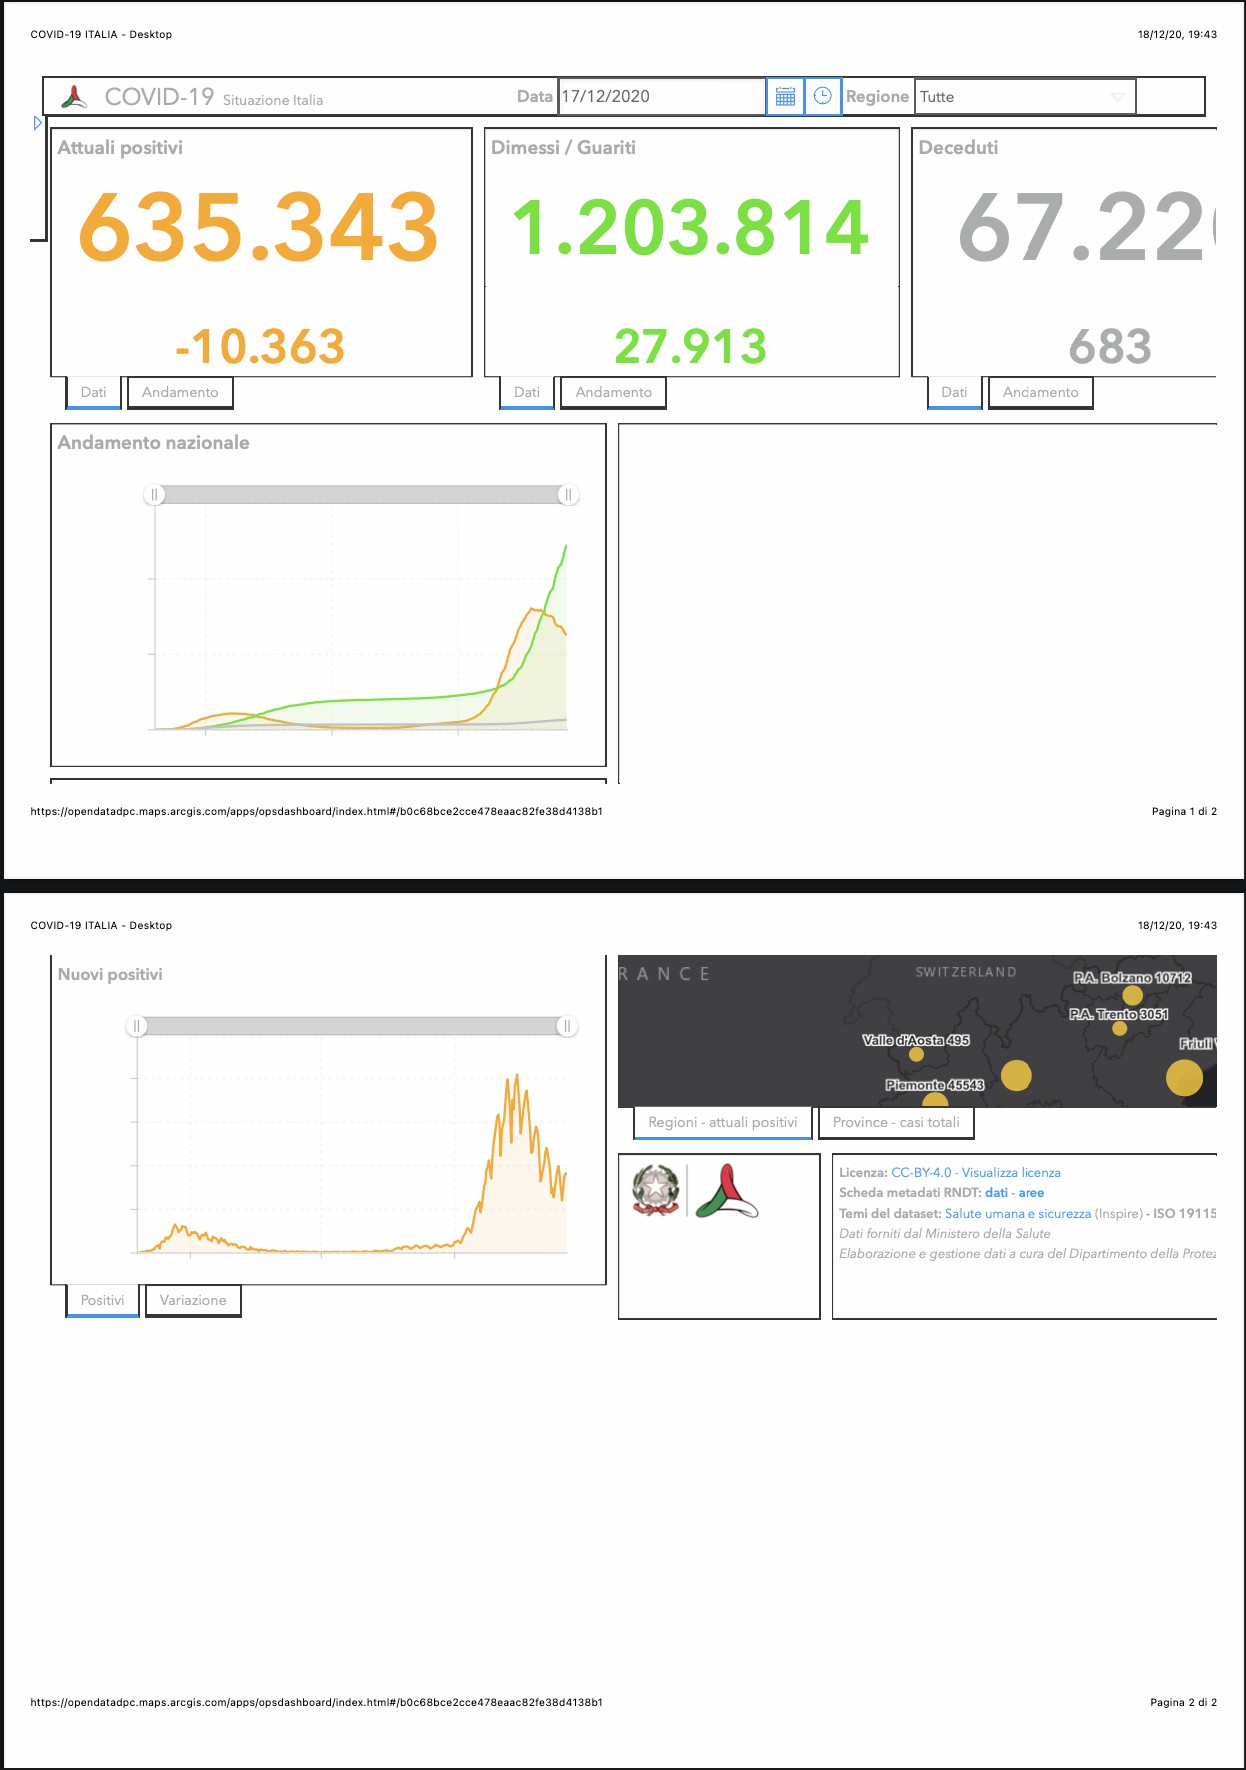 COVID-19 ITALIA - Desktop
18/12/20, 19:43
COVID-19 Situazione Italia
Data 17/12/2020
Regione Tutte
Attuali positivi
635.343
-10.363
Dati
Andamento
Dimessi / Guariti
1.203.814
27.913
Dati
Andamento
Deceduti
67.22
683
Dati
Andamento
Andamento nazionale
https://opendatadpc.maps.arcgis.com/apps/opsdashboard/index.html#/b0c68bce2cce478eaac82fe38d4138b1
Pagina 1 di 2
COVID-19 ITALIA - Desktop
18/12/20, 19:43
Nuovi positivi
Positivi
Variazione
RANCE
SWITZERLAND
P.A. Bolzano 10712
P.A. Trento 3051
Valle d'Aosta 495
Friuli
Piemonte 45543
Regioni - attuali positivi
Province - casi totali
Licenza: CC-BY-4.0 - Visualizza licenza
Scheda metadati RNDT: dati - aree
Temi del dataset: Salute umana e sicurezza (Inspire) - ISO 19115
Dati forniti dal Ministero della Salute
Elaborazione e gestione dati a cura del Dipartimento della Protez
https://opendatadpc.maps.arcgis.com/apps/opsdashboard/index.html#/b0c68bce2cce478eaac82fe38d4138b1
Pagina 2 di 2